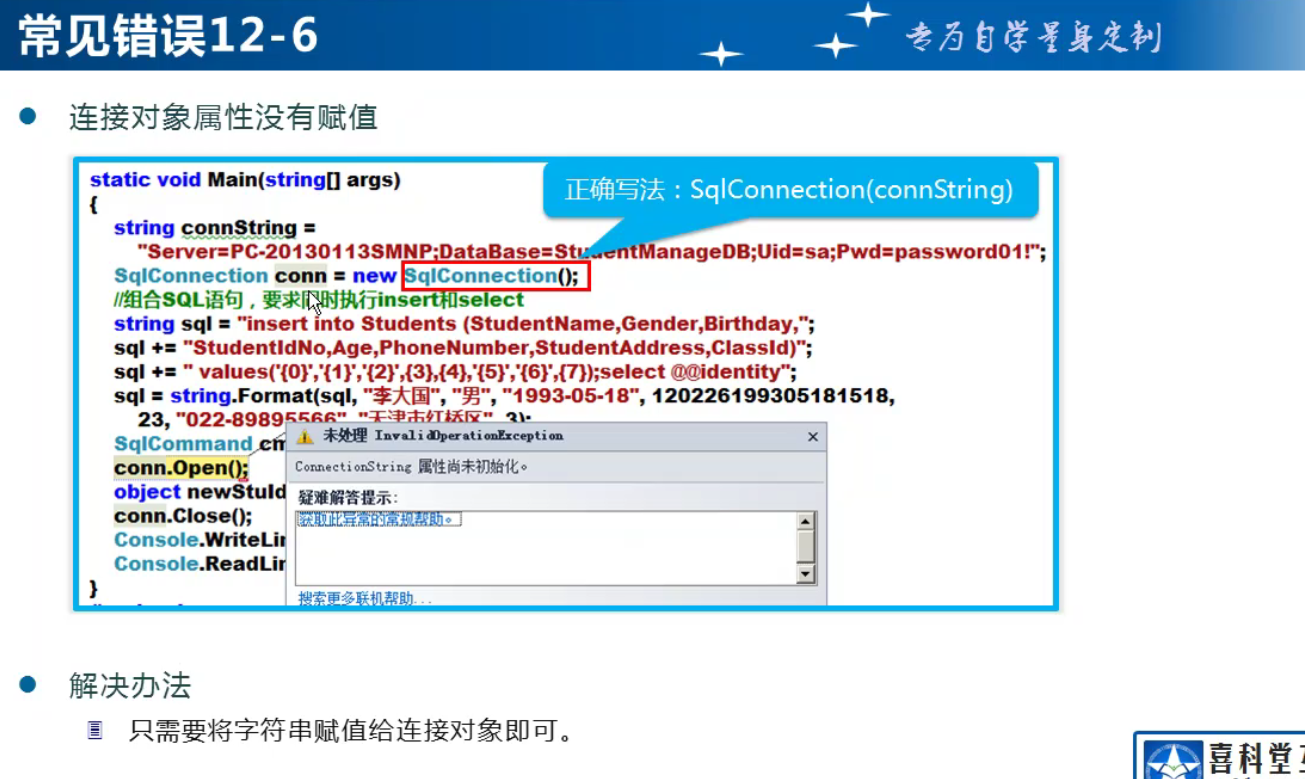 常见错误12-6
专为自学量身定制
连接对象属性没有赋值
正确写法：SqlConnection(connString)
static void Main(string[] args)
{
string connString =
"Server=PC-20130113SMNP;DataBase=StudentManageDB;Uid=sa;Pwd=password01!";
SqlConnection conn = new SqlConnection();
//组合SQL语句，要求同时执行insert和select
string sql = "insert into Students (StudentName,Gender,Birthday,";
sql += "StudentIdNo,Age,PhoneNumber,StudentAddress,ClassId)";
sql += " values('{0}','{1}','{2}',{3},{4},'{5}','{6}',{7});select @@identity";
sql = string.Format(sql, "李大国", "男", "1993-05-18", 120226199305181518,
23, "022-89895566", "天津市红桥区", 3);
SqlCommand cm
conn.Open();
object newStuId
conn.Close();
Console.WriteLin
Console.ReadLin
}
未处理 InvalidOperationException
ConnectionString 属性尚未初始化。
疑难解答提示:
获取此异常的常规帮助。
搜索更多联机帮助...
解决办法
只需要将字符串赋值给连接对象即可。
喜科堂互